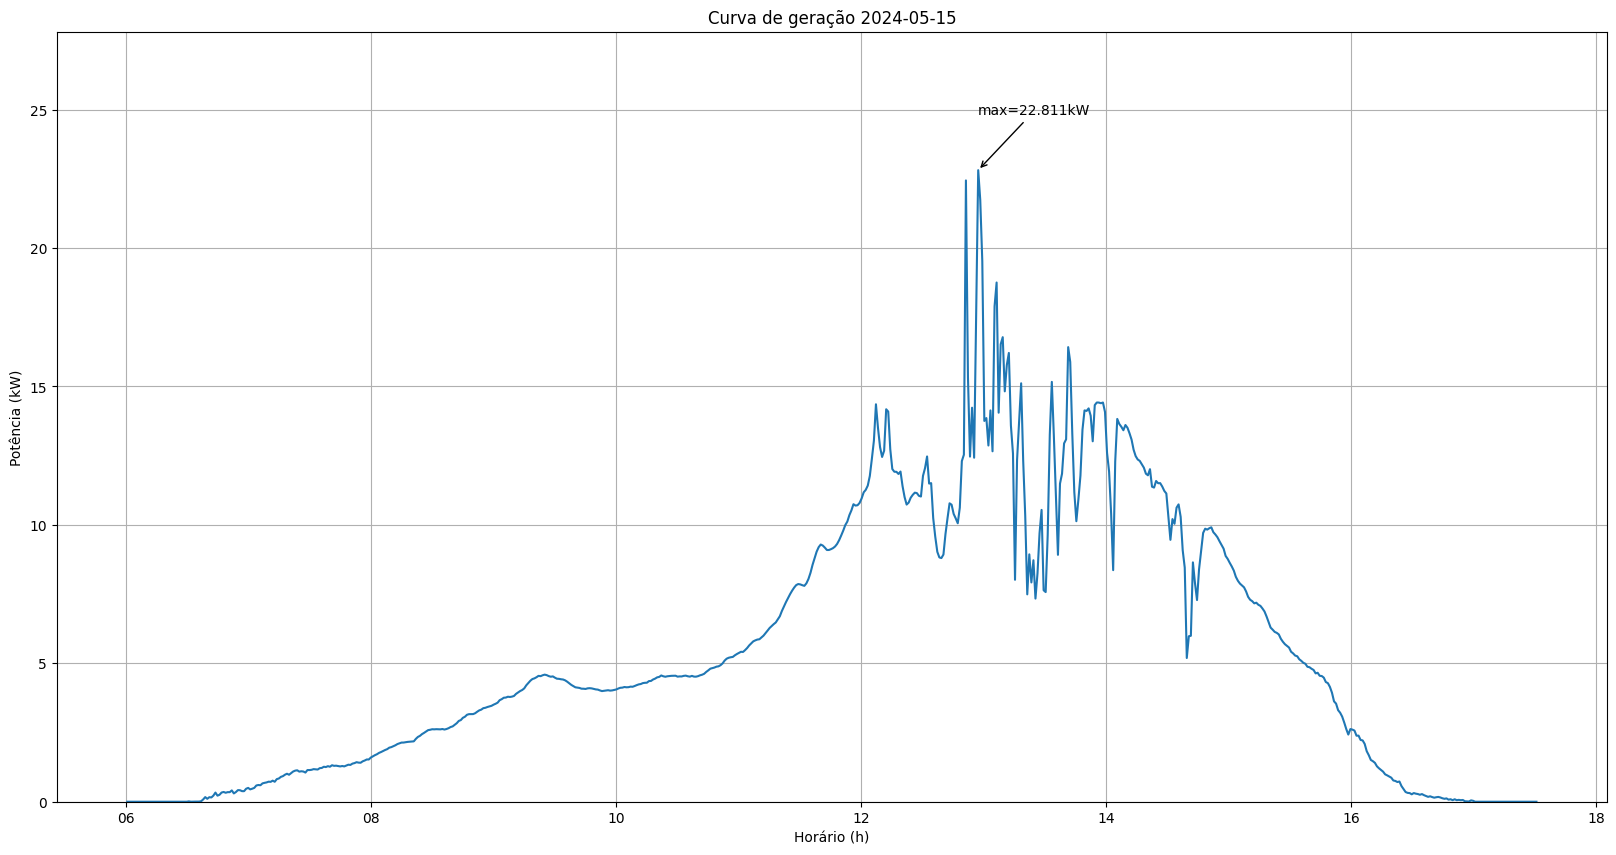 Curva de geração 2024-05-15
max=22.811kW
Potência (kW)
25
20
15
10
5
0
06 08 10 12 14 16 18
Horário (h)